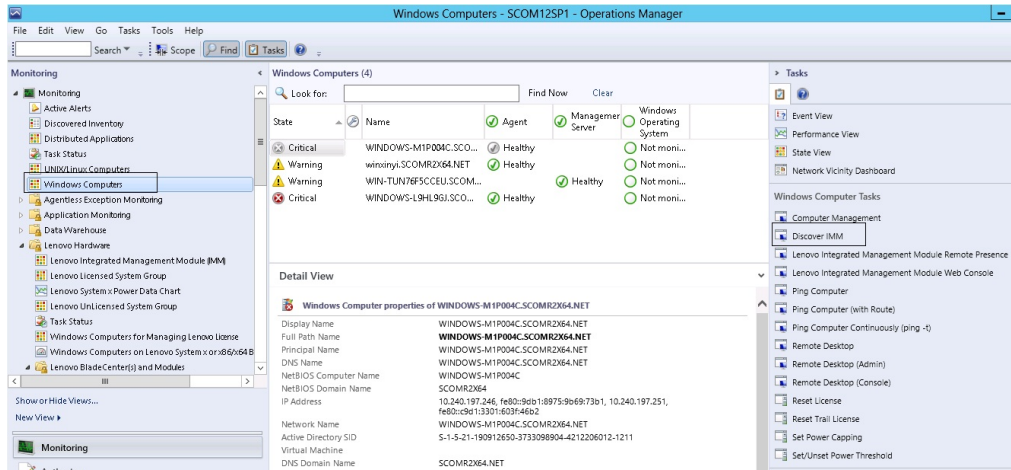 Windows Computers - SCOM12SP1 - Operations Manager
File Edit View Go Tasks Tools Help
Search Scope Find Tasks
Monitoring
Monitoring
Active Alerts
Discovered Inventory
Distributed Applications
Task Status
UNIX/Linux Computers
Windows Computers
Agentless Exception Monitoring
Application Monitoring
Data Warehouse
Lenovo Hardware
Lenovo Integrated Management Module (IMM)
Lenovo Licensed System Group
Lenovo System x Power Data Chart
Lenovo UnLicensed System Group
Task Status
Windows Computers for Managing Lenovo License
Windows Computers on Lenovo System x or x86/x64 B
Lenovo BladeCenter(s) and Modules
Show or Hide Views...
New View
Monitoring
Windows Computers (4)
Look for: Find Now Clear
State Name Agent Managemer Server Windows Operating System
Critical WINDOWS-M1P004C.SCO... Healthy Not moni...
Warning winxinyi.SCOMR2X64.NET Healthy Not moni...
Warning WIN-TUN76F5CCEU.SCOM... Healthy Not moni...
Critical WINDOWS-L9HL9GJ.SCO... Healthy Not moni...
Detail View
Windows Computer properties of WINDOWS-M1P004C.SCOMR2X64.NET
Display Name WINDOWS-M1P004C.SCOMR2X64.NET
Full Path Name WINDOWS-M1P004C.SCOMR2X64.NET
Principal Name WINDOWS-M1P004C.SCOMR2X64.NET
DNS Name WINDOWS-M1P004C.SCOMR2X64.NET
NetBIOS Computer Name WINDOWS-M1P004C
NetBIOS Domain Name SCOMR2X64
IP Address 10.240.197.246, fe80::9db1:8975:9b69:73b1, 10.240.197.251,
fe80::c9d1:3301:603f:46b2
Network Name WINDOWS-M1P004C.SCOMR2X64.NET
Active Directory SID S-1-5-21-190912650-3733098904-4212206012-1211
Virtual Machine
DNS Domain Name SCOMR2X64.NET
Tasks
Event View
Performance View
State View
Network Vicinity Dashboard
Windows Computer Tasks
Computer Management
Discover IMM
Lenovo Integrated Management Module Remote Presence
Lenovo Integrated Management Module Web Console
Ping Computer
Ping Computer (with Route)
Ping Computer Continuously (ping -t)
Remote Desktop
Remote Desktop (Admin)
Remote Desktop (Console)
Reset License
Reset Trail License
Set Power Capping
Set/Unset Power Threshold